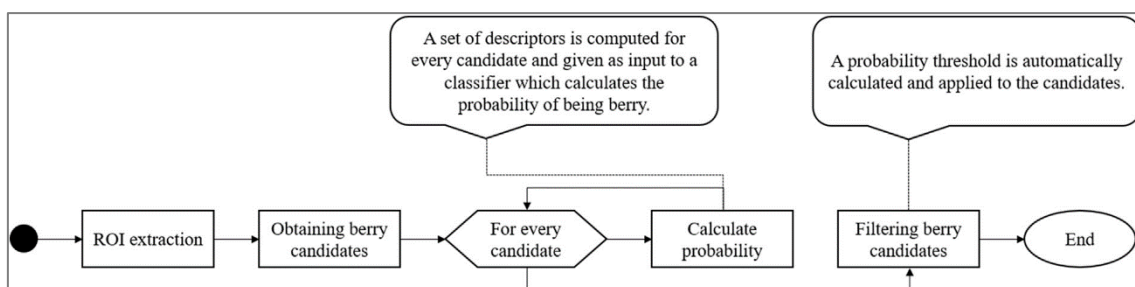 A set of descriptors is computed for
every candidate and given as input to a
classifier which calculates the
probability of being berry.
A probability threshold is automatically
calculated and applied to the candidates.
ROI extraction
Obtaining berry
candidates
For every
candidate
Calculate
probability
Filtering berry
candidates
End